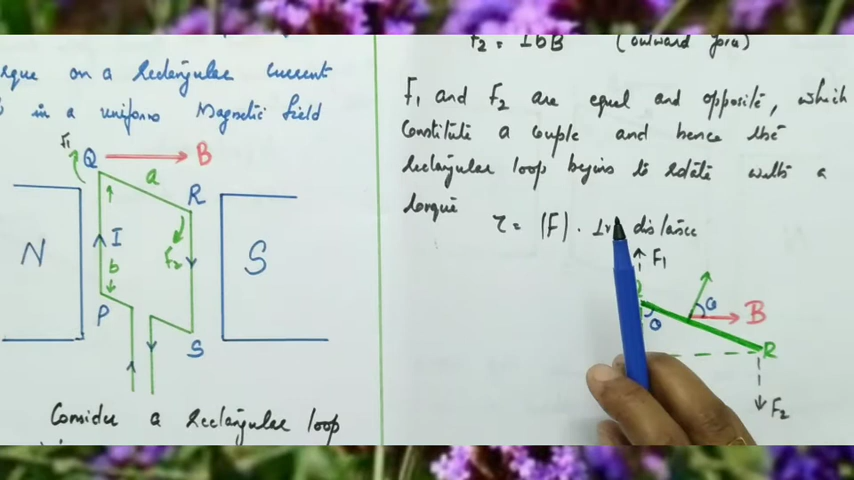 rque on a Rectangular Current
in a uniform Magnetic field
F1
Q
B
a
R
N
I
F2
S
b
P
S
Consider a Rectangular loop
F2 = IbB (outward force)
F1 and F2 are equal and opposite, which
Constitute a couple and hence the
Rectangular loop begins to rotate with a
torque
τ = (F) . distance
F1
θ
B
θ
R
F2